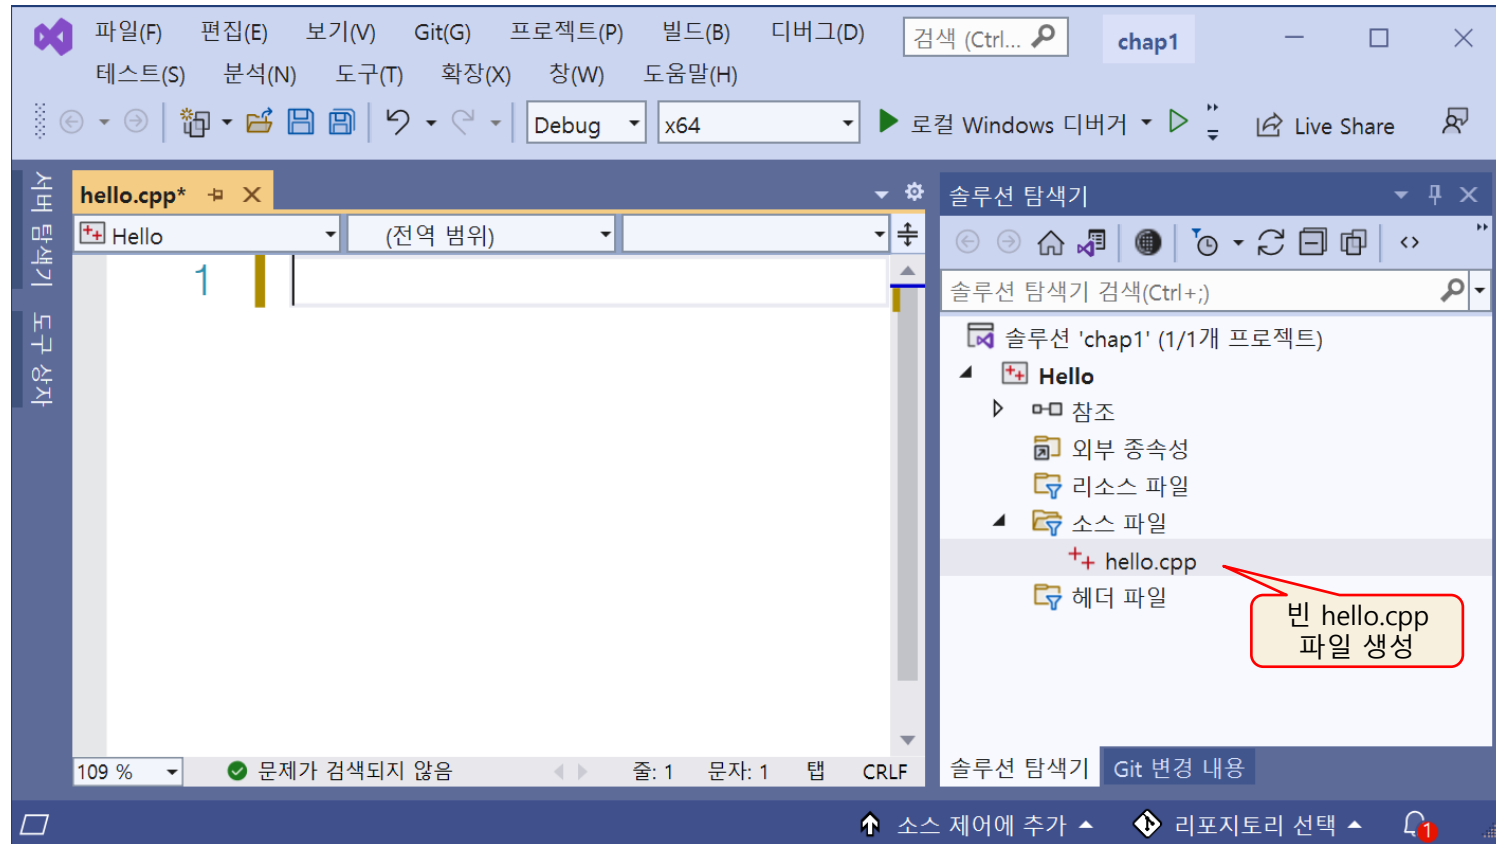 파일(F) 편집(E) 보기(V) Git(G) 프로젝트(P) 빌드(B) 디버그(D) 검색 (Ctrl... chap1
테스트(S) 분석(N) 도구(T) 확장(X) 창(W) 도움말(H)
Debug x64 로컬 Windows 디버거 Live Share
서버 탐색기
도구 상자
hello.cpp*
Hello (전역 범위)
1
109 % 문제가 검색되지 않음 줄: 1 문자: 1 탭 CRLF
솔루션 탐색기
솔루션 탐색기 검색(Ctrl+;)
솔루션 'chap1' (1/1개 프로젝트)
Hello
참조
외부 종속성
리소스 파일
소스 파일
hello.cpp
헤더 파일
빈 hello.cpp
파일 생성
솔루션 탐색기 Git 변경 내용
소스 제어에 추가 리포지토리 선택 1